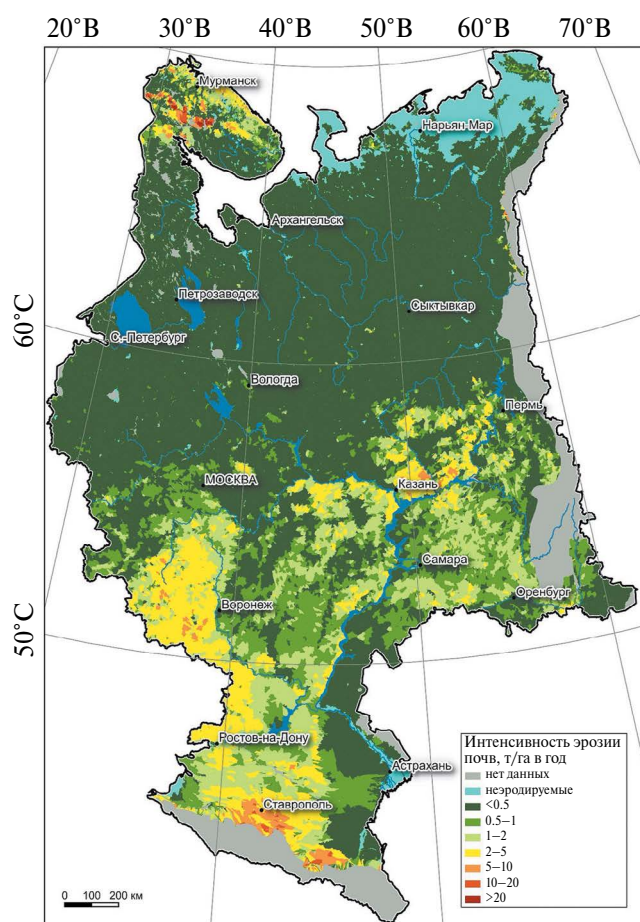 20°В 30°В 40°В 50°В 60°В 70°В
Мурманск
Нарьян-Мар
Архангельск
Петрозаводск
Сыктывкар
60°С
С.-Петербург
Вологда
Пермь
МОСКВА
Казань
Самара
Оренбург
Воронеж
50°С
Ростов-на-Дону
Астрахань
Ставрополь
Интенсивность эрозии
почв, т/га в год
нет данных
неэродируемые
<0.5
0.5–1
1–2
2–5
5–10
10–20
>20
0 100 200 км